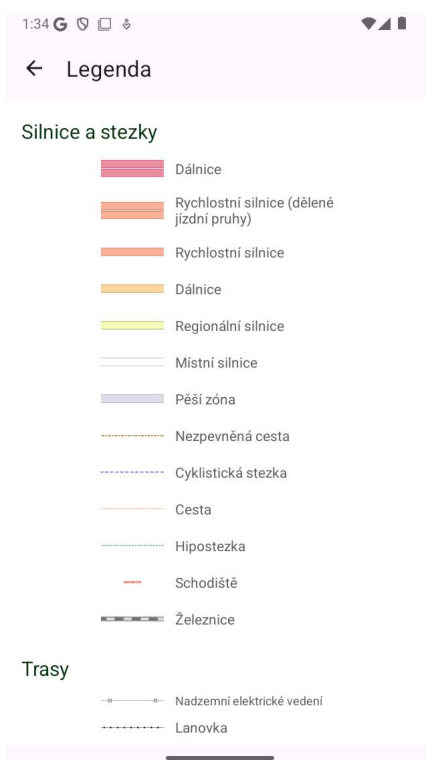 1:34
Legenda
Silnice a stezky
Dálnice
Rychlostní silnice (dělené
jízdní pruhy)
Rychlostní silnice
Dálnice
Regionální silnice
Místní silnice
Pěší zóna
Nezpevněná cesta
Cyklistická stezka
Cesta
Hipostezka
Schodiště
Železnice
Trasy
Nadzemní elektrické vedení
Lanovka